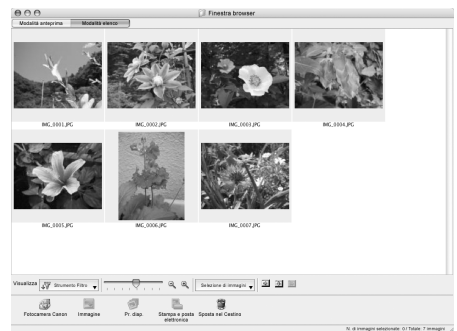 Finestra browser
Modalità anteprima Modalità elenco
IMG_0001.JPG IMG_0002.JPG IMG_0003.JPG IMG_0004.JPG
IMG_0005.JPG IMG_0006.JPG IMG_0007.JPG
Visualizza Strumento Filtro Selezione di immagini
Fotocamera Canon Immagine Pr. disp. Stampa e posta elettronica Sposta nel Cestino
N. di immagini selezionate: 0/ Totale: 7 immagini